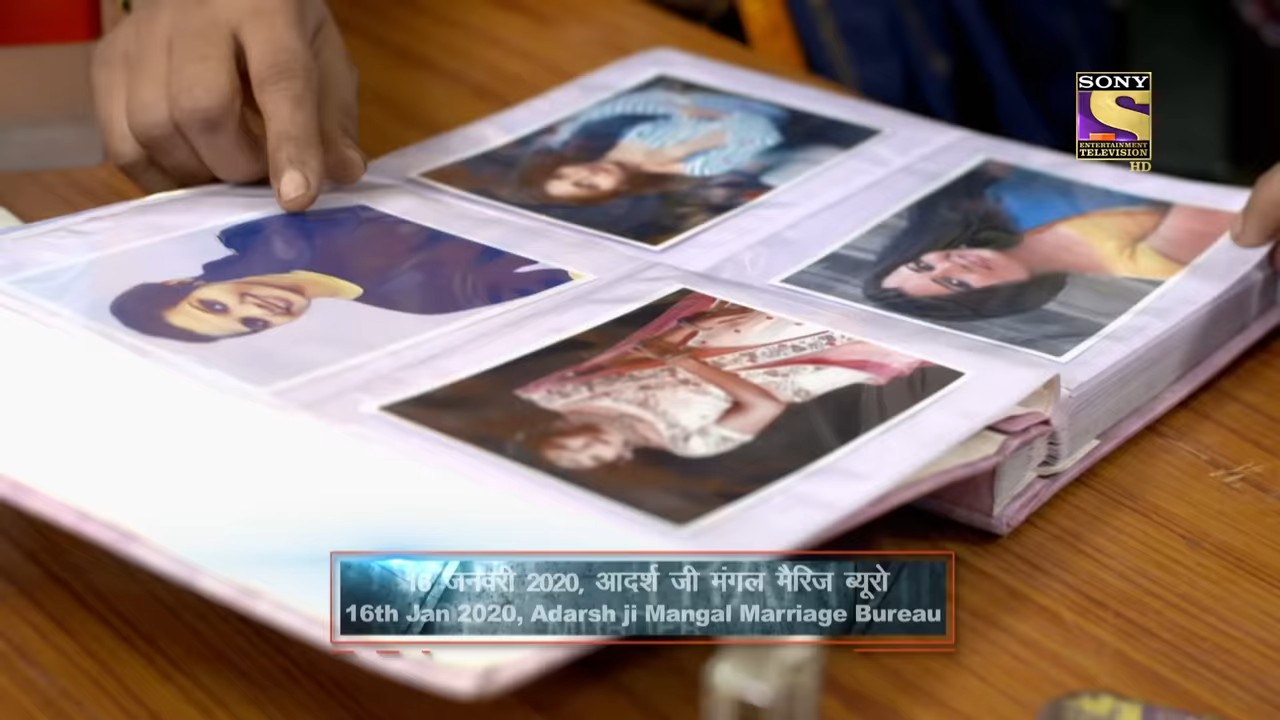 SONY
ENTERTAINMENT
TELEVISION
HD
16 जनवरी 2020, आदर्श जी मंगल मैरिज ब्यूरो
16th Jan 2020, Adarsh ji Mangal Marriage Bureau